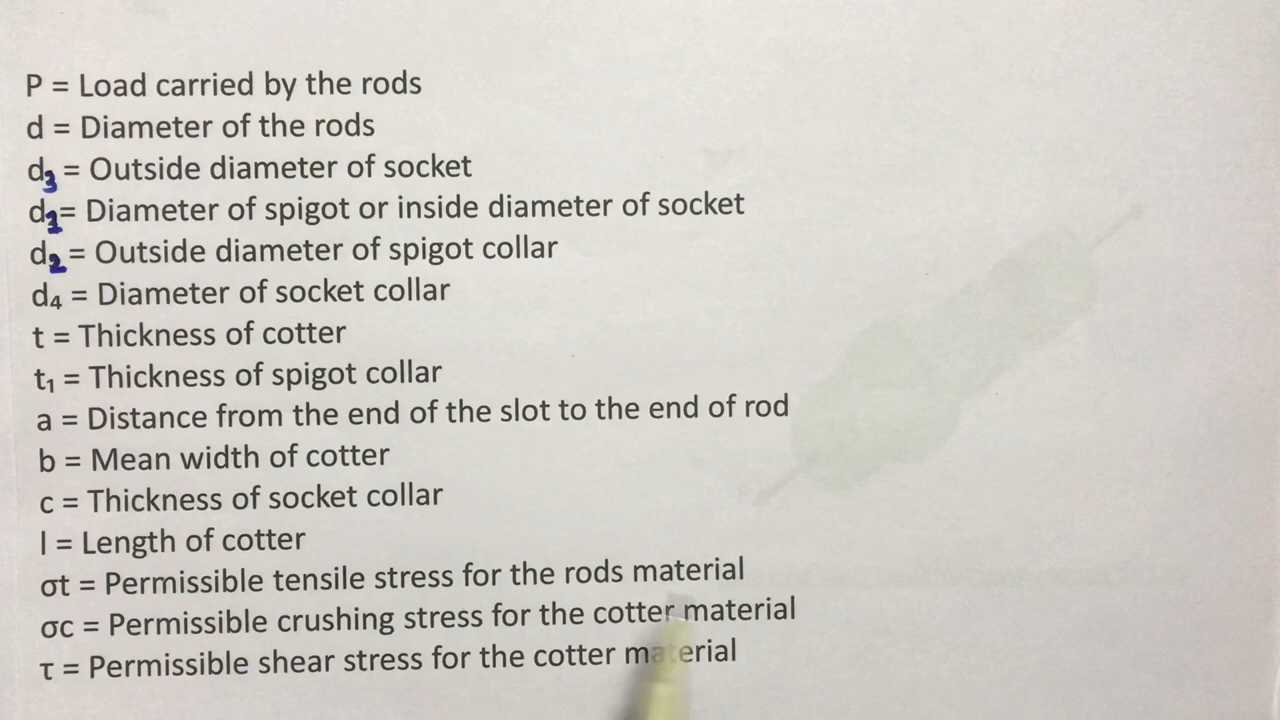 P = Load carried by the rods
d = Diameter of the rods
d₃ = Outside diameter of socket
d₁= Diameter of spigot or inside diameter of socket
d₂ = Outside diameter of spigot collar
d₄ = Diameter of socket collar
t = Thickness of cotter
t₁ = Thickness of spigot collar
a = Distance from the end of the slot to the end of rod
b = Mean width of cotter
c = Thickness of socket collar
l = Length of cotter
σt = Permissible tensile stress for the rods material
σc = Permissible crushing stress for the cotter material
τ = Permissible shear stress for the cotter material